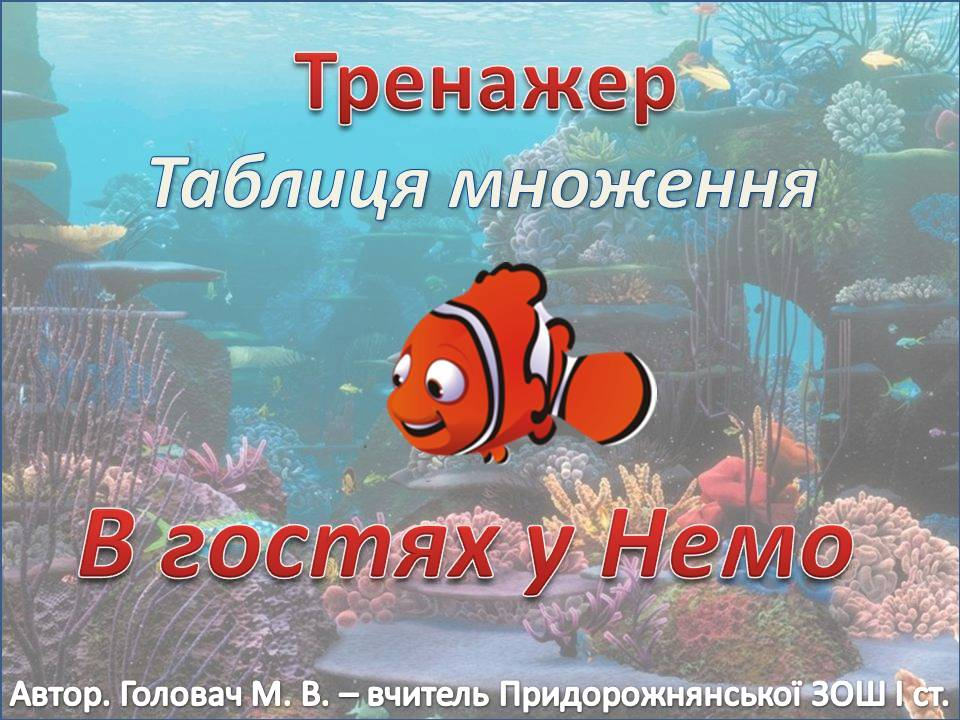 Тренажер
Таблиця множення
В гостях у Немо
Автор. Головач М. В. – вчитель Придорожнянської ЗОШ І ст.